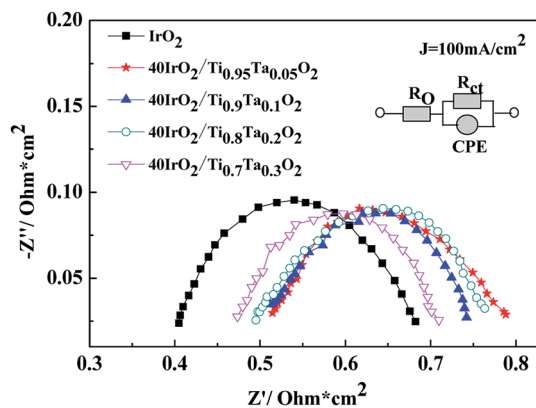 0.20
0.15
0.10
0.05
-Z''/ Ohm*cm²
IrO₂
40IrO₂/Ti₀.₉₅Ta₀.₀₅O₂
40IrO₂/Ti₀.₉Ta₀.₁O₂
40IrO₂/Ti₀.₈Ta₀.₂O₂
40IrO₂/Ti₀.₇Ta₀.₃O₂
J=100mA/cm²
R_O
R_ct
CPE
0.3 0.4 0.5 0.6 0.7 0.8
Z'/ Ohm*cm²